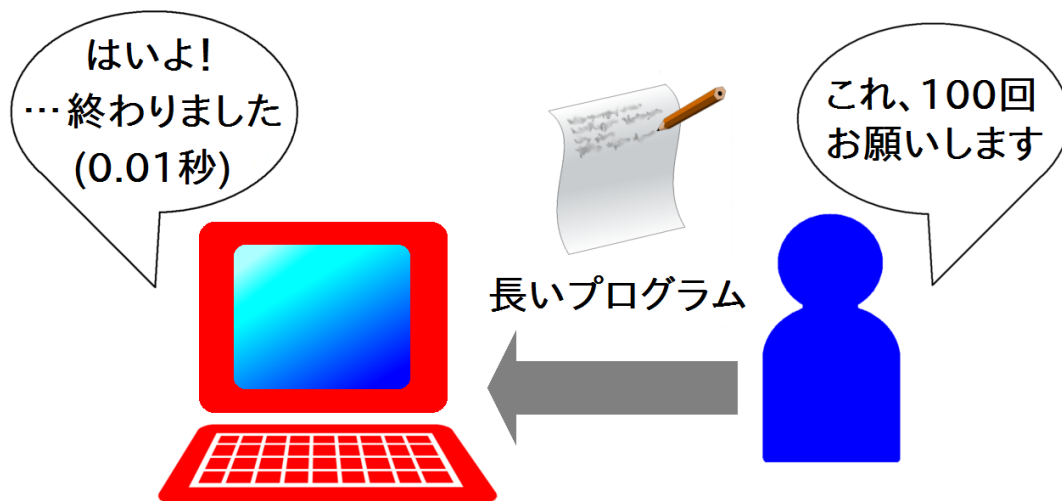 はいよ!
…終わりました
(0.01秒)
これ、100回
お願いします
長いプログラム